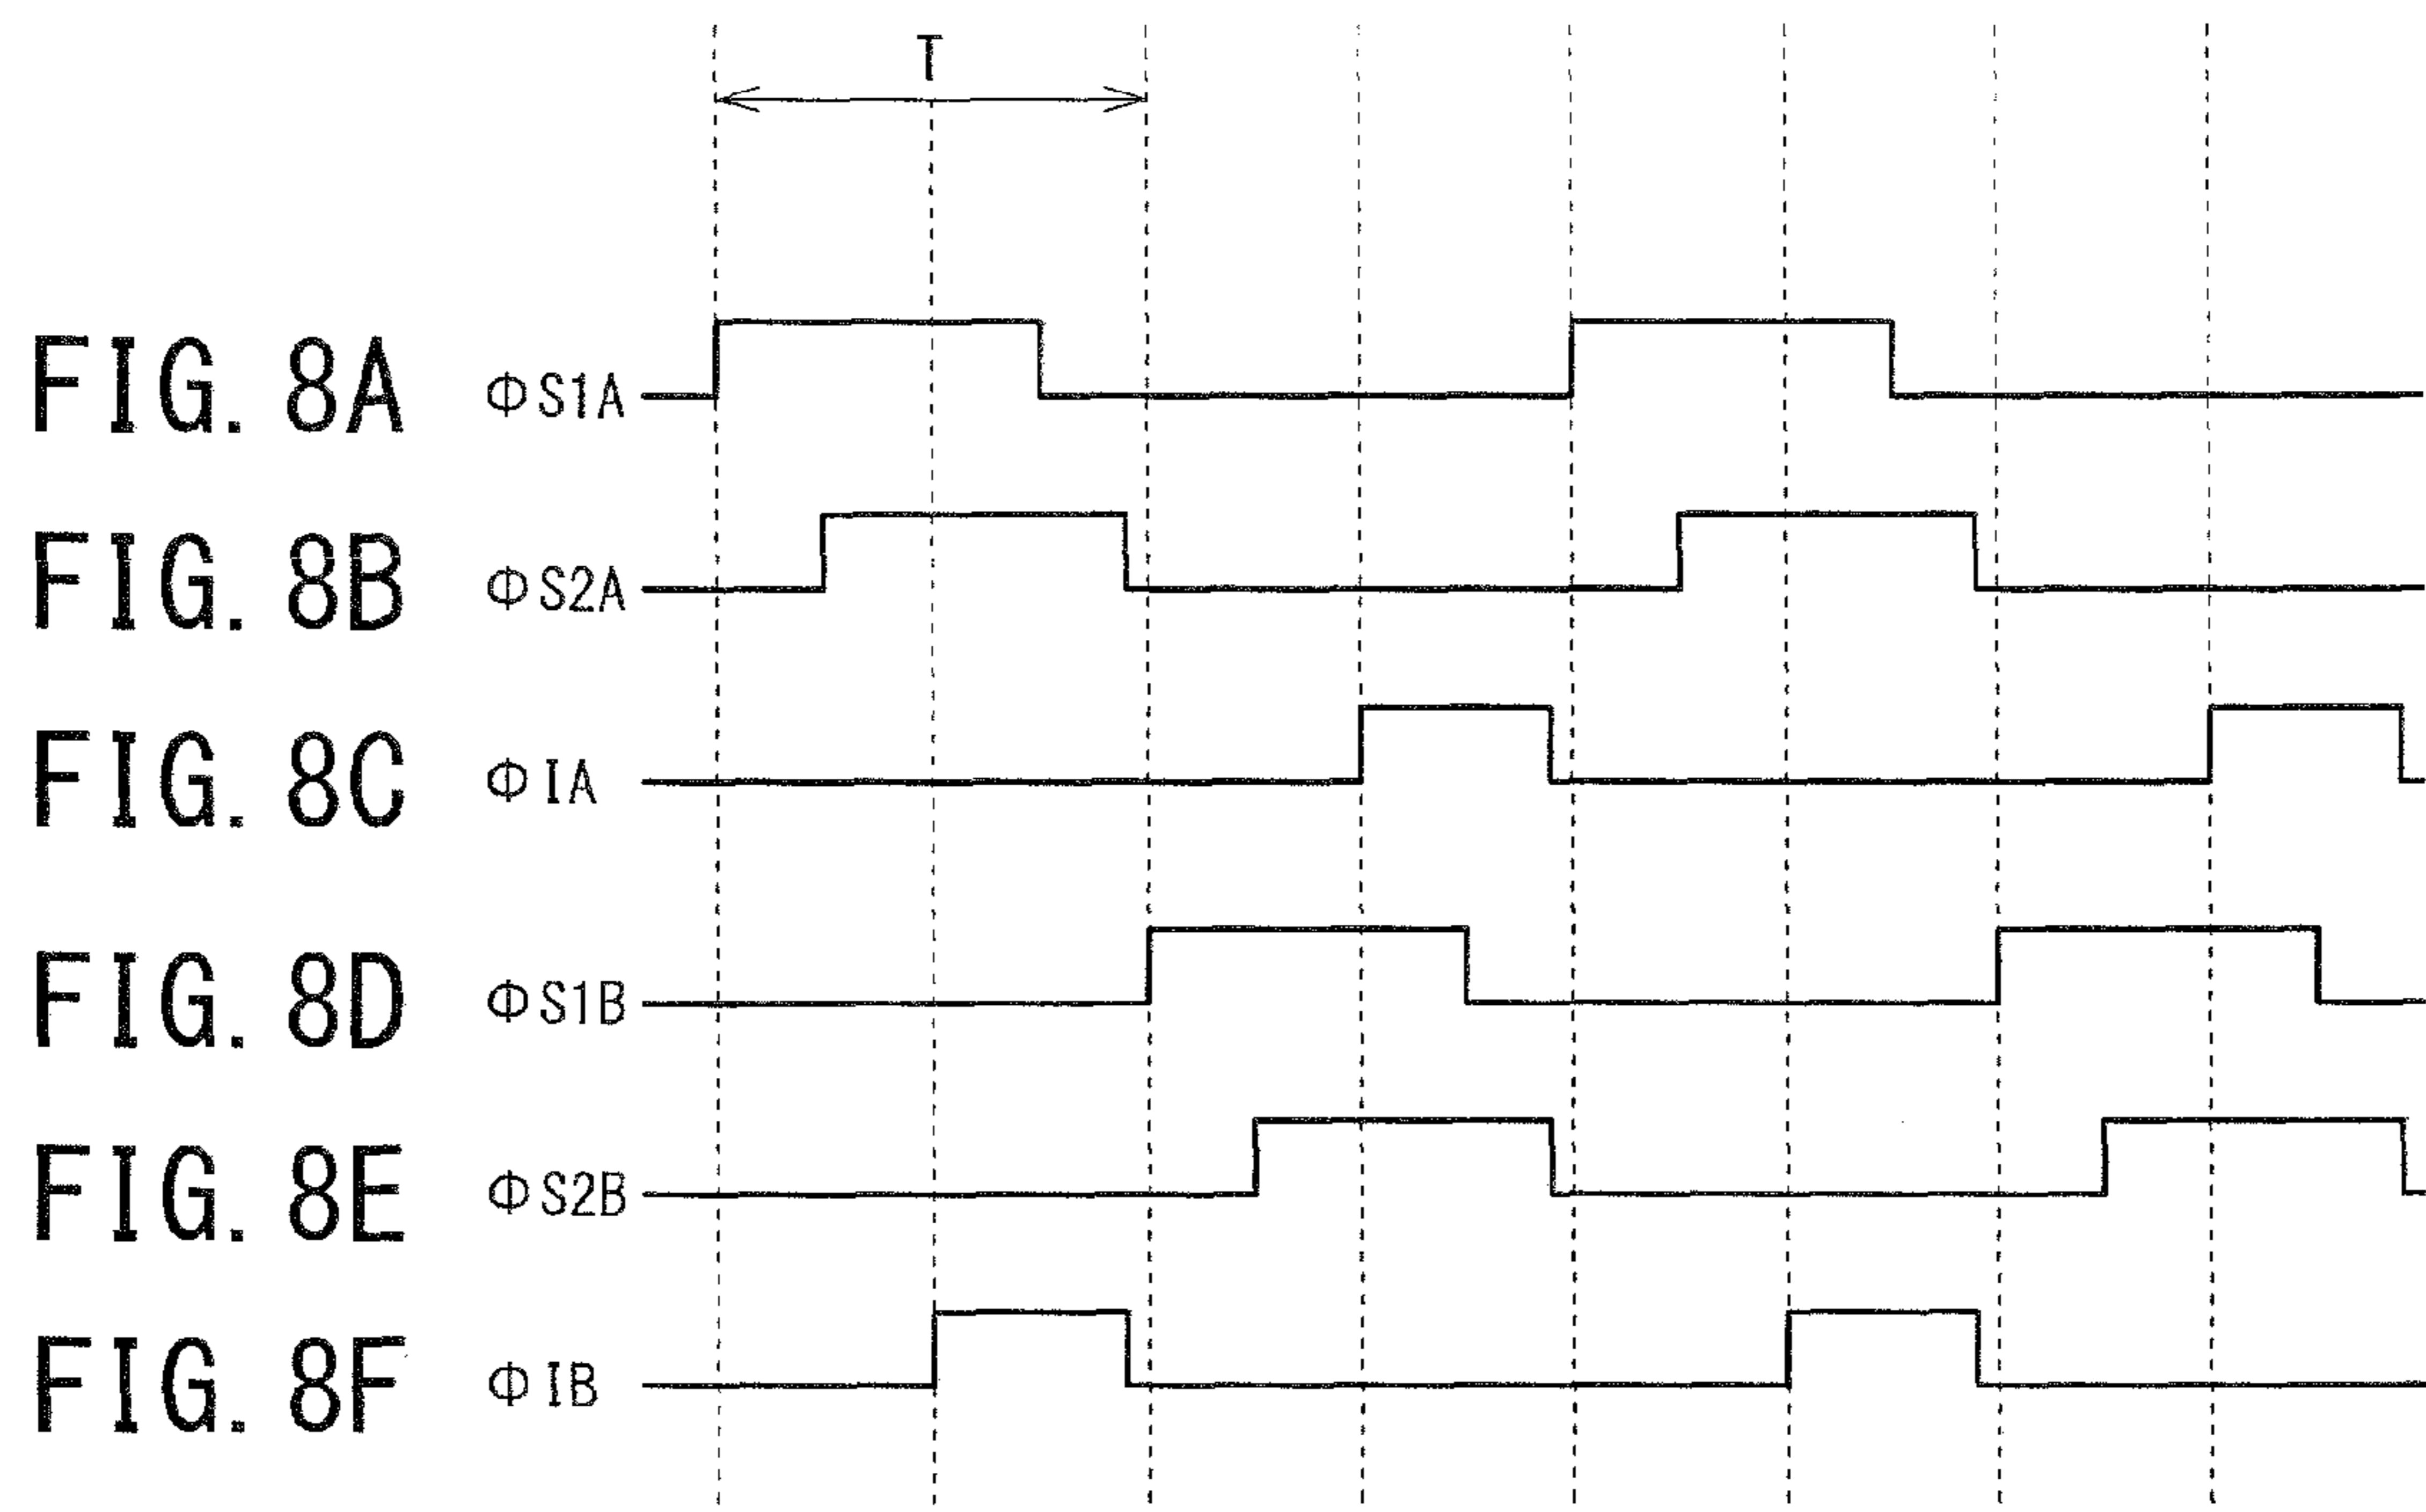 T
FIG. 8A ΦS1A
FIG. 8B ΦS2A
FIG. 8C ΦIA
FIG. 8D ΦS1B
FIG. 8E ΦS2B
FIG. 8F ΦIB